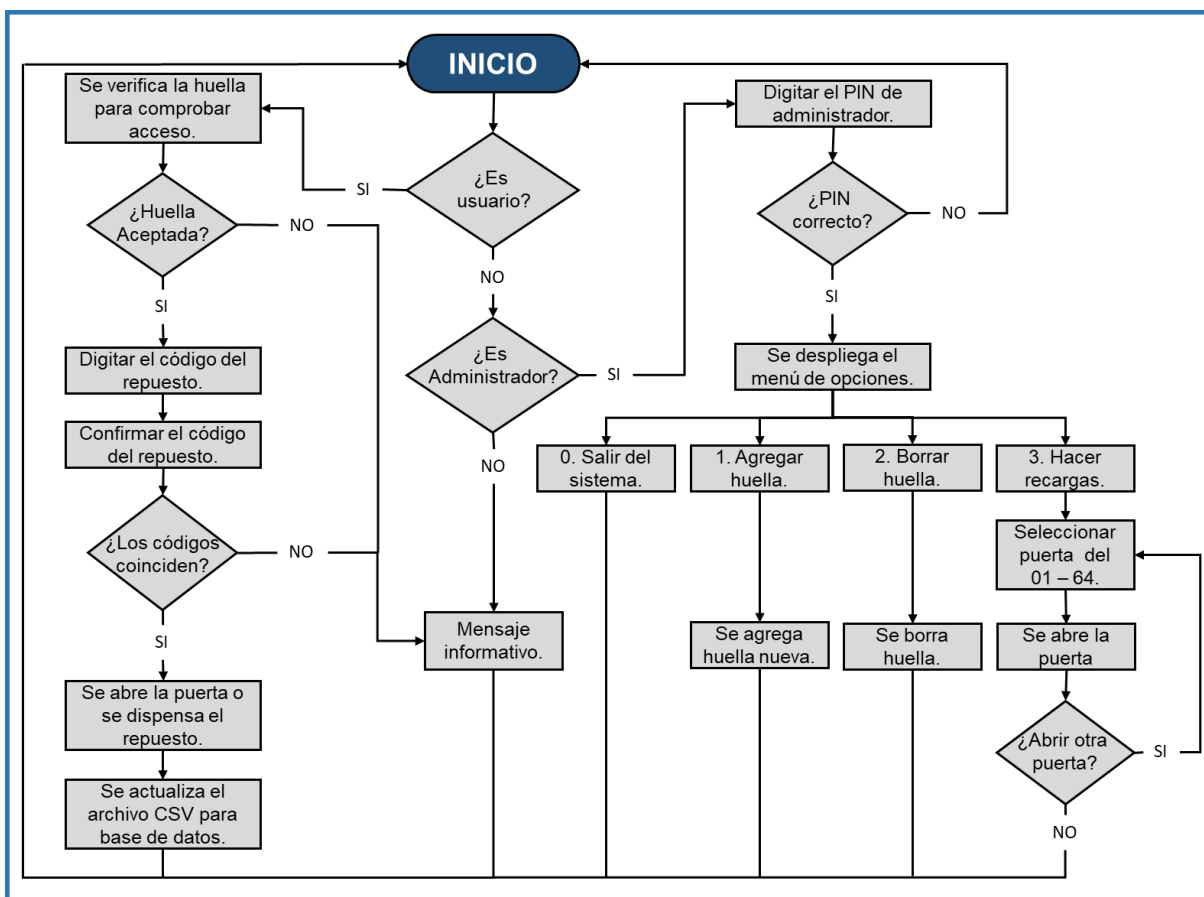 INICIO
Se verifica la huella
para comprobar
acceso.
Digitar el PIN de
administrador.
¿Es
usuario?
SI
¿Huella
Aceptada?
NO
¿PIN
correcto?
NO
NO
SI
SI
¿Es
Administrador?
SI
Digitar el código del
repuesto.
Se despliega el
menú de opciones.
Confirmar el código
del repuesto.
NO
0. Salir del
sistema.
1. Agregar
huella.
2. Borrar
huella.
3. Hacer
recargas.
¿Los códigos
coinciden?
NO
Seleccionar
puerta del
01 – 64.
SI
Mensaje
informativo.
Se agrega
huella nueva.
Se borra
huella.
Se abre la
puerta
Se abre la puerta o
se dispensa el
repuesto.
¿Abrir otra
puerta?
SI
Se actualiza el
archivo CSV para
base de datos.
NO